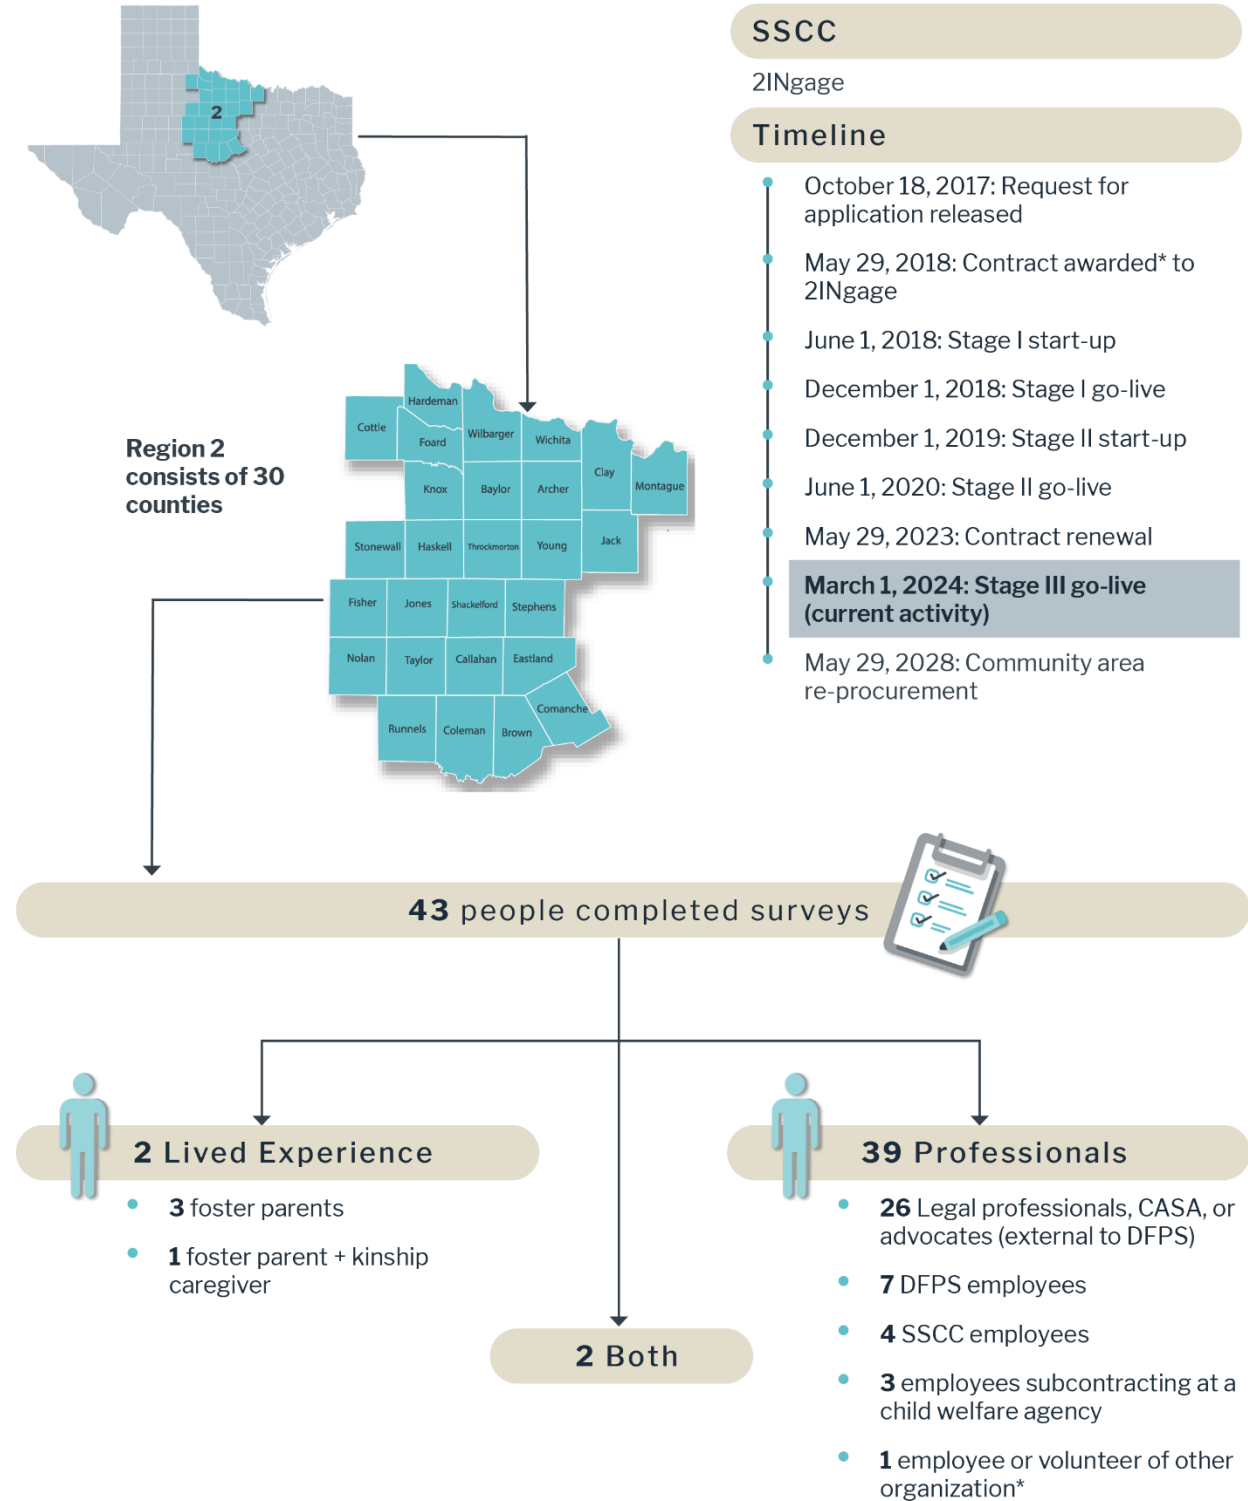 2
SSCC
2INgage
Timeline
October 18, 2017: Request for
application released
May 29, 2018: Contract awarded* to
2INgage
June 1, 2018: Stage I start-up
December 1, 2018: Stage I go-live
December 1, 2019: Stage II start-up
June 1, 2020: Stage II go-live
May 29, 2023: Contract renewal
March 1, 2024: Stage III go-live
(current activity)
May 29, 2028: Community area
re-procurement
Region 2
consists of 30
counties
Hardeman
Cottle
Foard
Wilbarger
Wichita
Clay
Montague
Knox
Baylor
Archer
Stonewall
Haskell
Throckmorton
Young
Jack
Fisher
Jones
Shackelford
Stephens
Nolan
Taylor
Callahan
Eastland
Comanche
Runnels
Coleman
Brown
43 people completed surveys
2 Lived Experience
3 foster parents
1 foster parent + kinship
caregiver
2 Both
39 Professionals
26 Legal professionals, CASA, or
advocates (external to DFPS)
7 DFPS employees
4 SSCC employees
3 employees subcontracting at a
child welfare agency
1 employee or volunteer of other
organization*